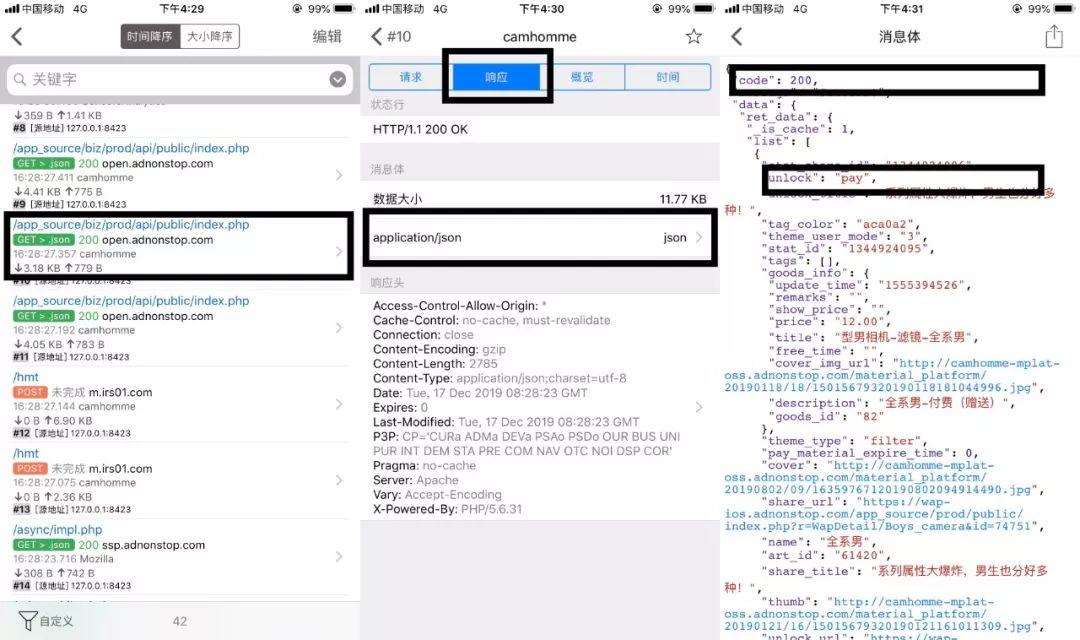 中国移动 4G 下午4:29 99%
时间降序 大小降序 编辑
关键字
↓359 B ↑1.41 KB
#8 [源地址] 127.0.0.1:8423
/app_source/biz/prod/api/public/index.php
GET > .json 200 open.adnonstop.com
16:28:27.411 camhomme
↓4.41 KB ↑775 B
#9 [源地址] 127.0.0.1:8423
/app_source/biz/prod/api/public/index.php
GET > .json 200 open.adnonstop.com
16:28:27.357 camhomme
↓3.18 KB ↑779 B
#10 [源地址] 127.0.0.1:8423
/app_source/biz/prod/api/public/index.php
GET > .json 200 open.adnonstop.com
16:28:27.192 camhomme
↓4.05 KB ↑783 B
#11 [源地址] 127.0.0.1:8423
/hmt
POST 未完成 m.irs01.com
16:28:27.144 camhomme
↓0 B ↑6.90 KB
#12 [源地址] 127.0.0.1:8423
/hmt
POST 未完成 m.irs01.com
16:28:27.075 camhomme
↓0 B ↑2.36 KB
#13 [源地址] 127.0.0.1:8423
/async/impl.php
GET > .json 200 ssp.adnonstop.com
16:28:23.716 Mozilla
↓308 B ↑742 B
#14 [源地址] 127.0.0.1:8423
自定义 42
中国移动 4G 下午4:30 99%
#10 camhomme
请求 响应 概览 时间
状态行
HTTP/1.1 200 OK
消息体
数据大小 11.77 KB
application/json json
响应头
Access-Control-Allow-Origin: *
Cache-Control: no-cache, must-revalidate
Connection: close
Content-Encoding: gzip
Content-Length: 2785
Content-Type: application/json;charset=utf-8
Date: Tue, 17 Dec 2019 08:28:23 GMT
Expires: 0
Last-Modified: Tue, 17 Dec 2019 08:28:23 GMT
P3P: CP='CURa ADMa DEVa PSAo PSDo OUR BUS UNI
PUR INT DEM STA PRE COM NAV OTC NOI DSP COR'
Pragma: no-cache
Server: Apache
Vary: Accept-Encoding
X-Powered-By: PHP/5.6.31
中国移动 4G 下午4:31 99%
消息体
{
"code": 200,
"data": {
"ret_data": {
"_is_cache": 1,
"list": [
{
"unlock": "pay",
系列属性大爆炸，男生也分好多
种！",
"tag_color": "aca0a2",
"theme_user_mode": "3",
"stat_id": "1344924095",
"tags": [],
"goods_info": {
"update_time": "1555394526",
"remarks": "",
"show_price": "",
"price": "12.00",
"title": "型男相机-滤镜-全系男",
"free_time": "",
"cover_img_url": "http://camhomme-mplat-
oss.adnonstop.com/material_platform/
20190118/18/15015679320190118181044996.jpg",
"description": "全系男-付费（赠送）",
"goods_id": "82"
},
"theme_type": "filter",
"pay_material_expire_time": 0,
"cover": "http://camhomme-mplat-
oss.adnonstop.com/material_platform/
20190802/09/16359767120190802094914490.jpg",
"share_url": "https://wap-
ios.adnonstop.com/app_source/prod/public/
index.php?r=WapDetail/Boys_camera&id=74751",
"name": "全系男",
"art_id": "61420",
"share_title": "系列属性大爆炸，男生也分好多
种！",
"thumb": "http://camhomme-mplat-
oss.adnonstop.com/material_platform/
20190121/16/15013027320190121161011309.jpg",
"unlock_url": "https://wap-